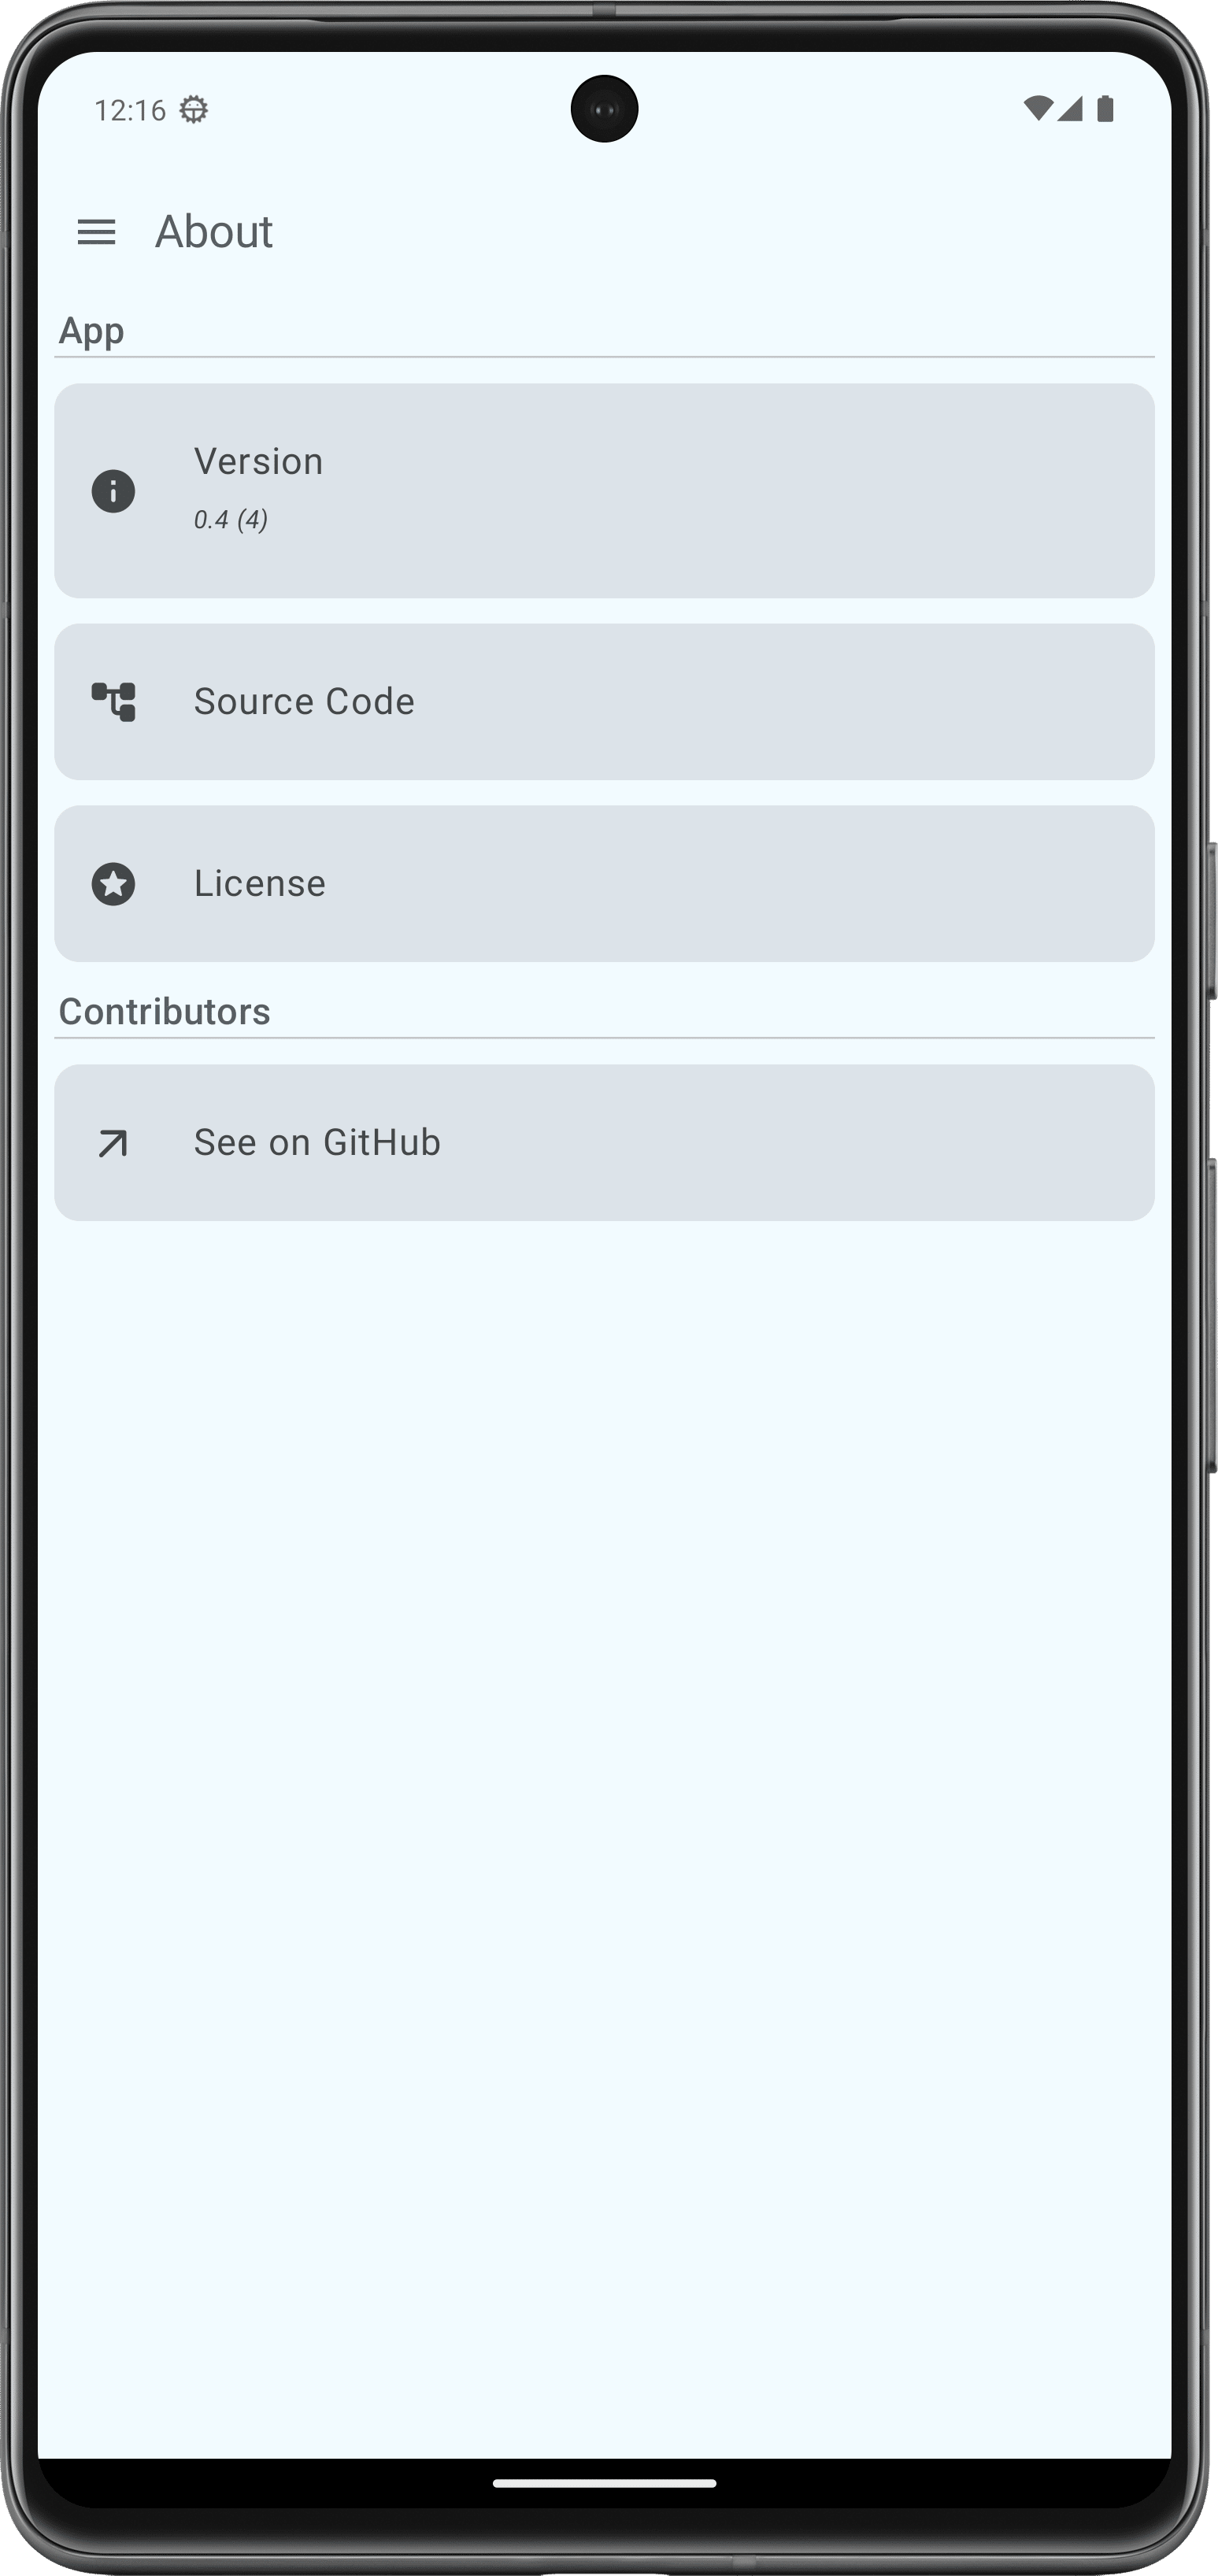 12:16
About
App
Version
0.4 (4)
Source Code
License
Contributors
See on GitHub